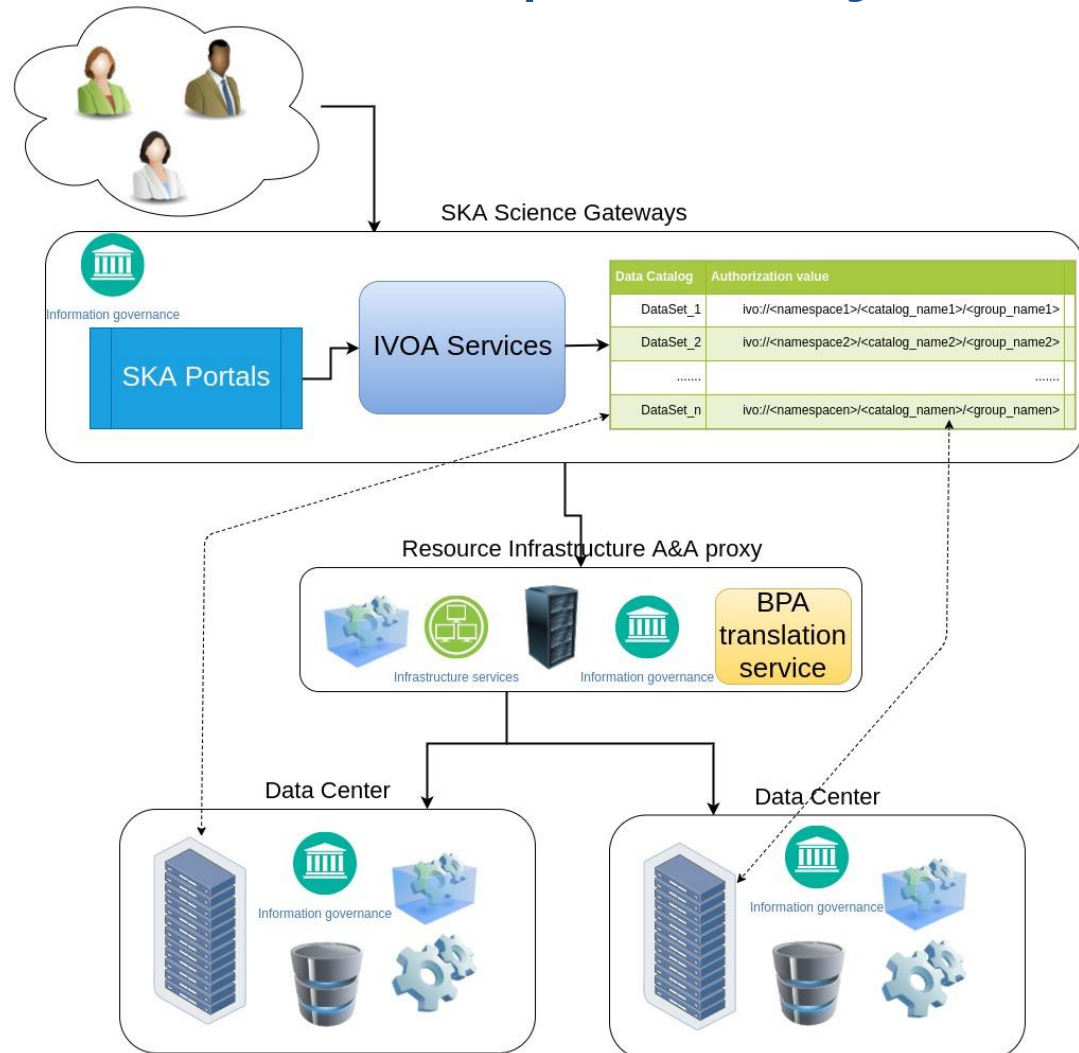 SKA Science Gateways
Information governance
SKA Portals
IVOA Services
Data Catalog Authorization value
DataSet_1 ivo://<namespace1>/<catalog_name1>/<group_name1>
DataSet_2 ivo://<namespace2>/<catalog_name2>/<group_name2>
....... .......
DataSet_n ivo://<namespacen>/<catalog_namen>/<group_namen>
Resource Infrastructure A&A proxy
Infrastructure services
Information governance
BPA
translation
service
Data Center
Information governance
Data Center
Information governance